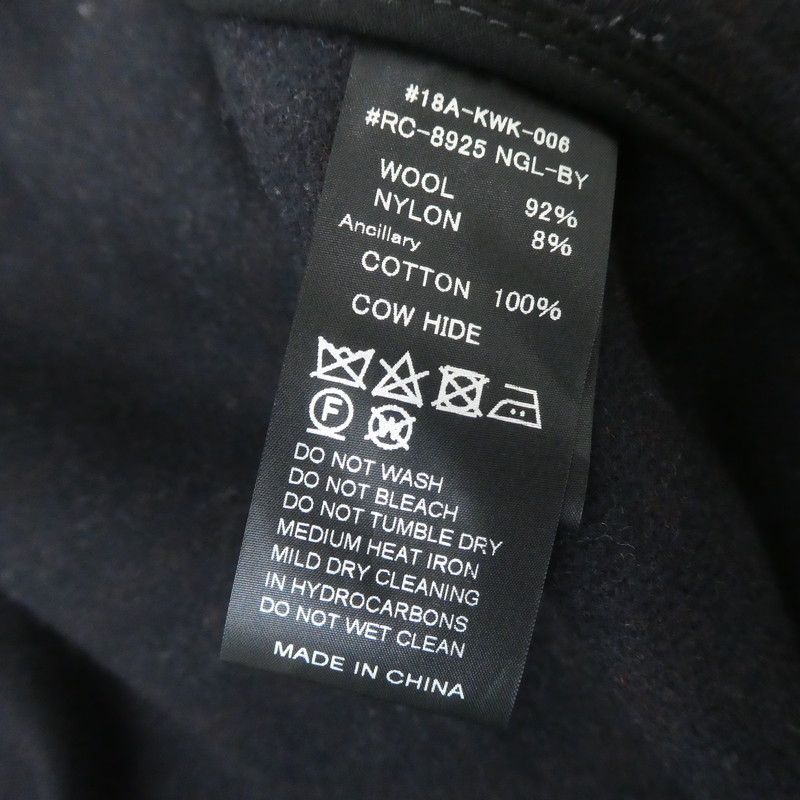 #18A-KWK-006
#RC-8925 NGL-BY
WOOL 92%
NYLON 8%
Ancillary
COTTON 100%
COW HIDE
F W
DO NOT WASH
DO NOT BLEACH
DO NOT TUMBLE DRY
MEDIUM HEAT IRON
MILD DRY CLEANING
IN HYDROCARBONS
DO NOT WET CLEAN
MADE IN CHINA